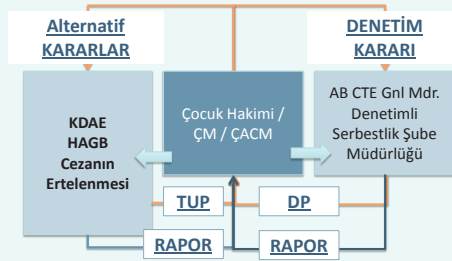 Alternatif
KARARLAR
DENETİM
KARARI
KDAE
HAGB
Cezanın
Ertelenmesi
Çocuk Hakimi /
ÇM / ÇACM
AB CTE Gnl Mdr.
Denetimli
Serbestlik Şube
Müdürlüğü
TUP
DP
RAPOR
RAPOR